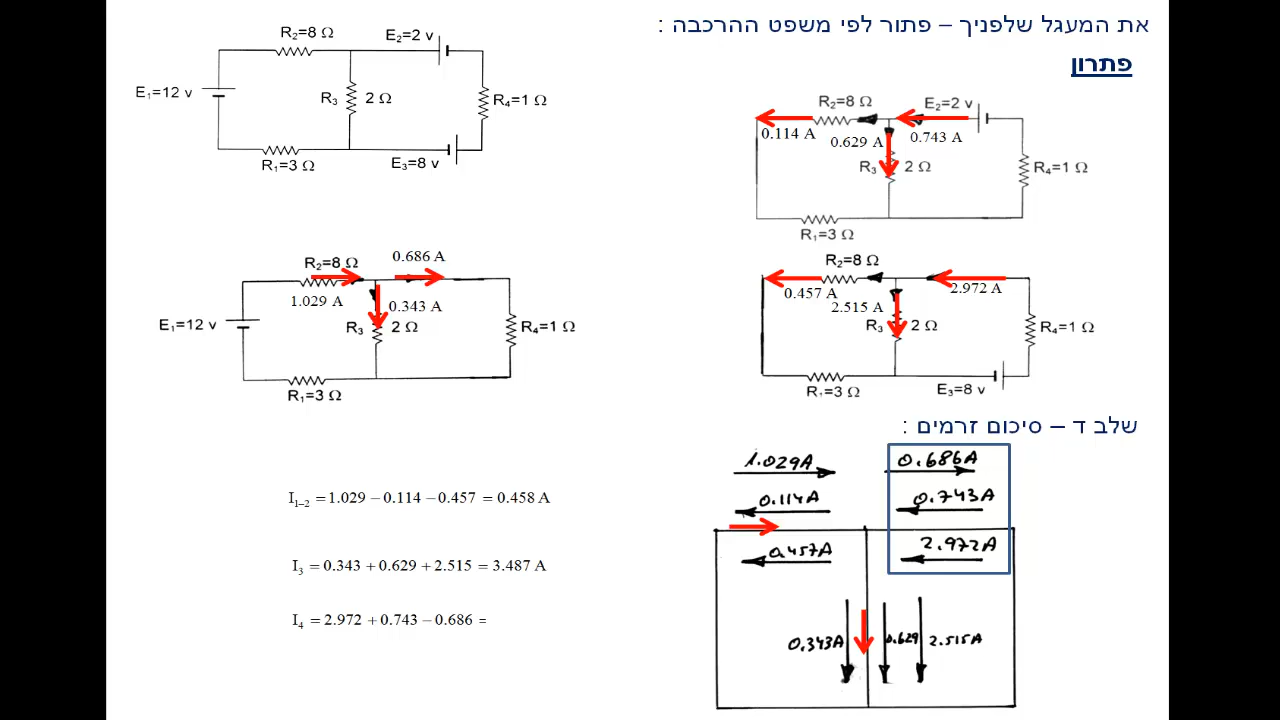 את המעגל שלפניך – פתור לפי משפט ההרכבה :
פתרון
R₂=8 Ω
E₂=2 v
E₁=12 v
R₃ 2 Ω
R₄=1 Ω
R₁=3 Ω
E₃=8 v
R₂=8 Ω
E₂=2 v
0.114 A
0.629 A
0.743 A
R₃ 2 Ω
R₄=1 Ω
R₁=3 Ω
R₂=8 Ω
0.686 A
1.029 A
0.343 A
E₁=12 v
R₃ 2 Ω
R₄=1 Ω
R₁=3 Ω
R₂=8 Ω
0.457 A
2.515 A
2.972 A
R₃ 2 Ω
R₄=1 Ω
R₁=3 Ω
E₃=8 v
שלב ד – סיכום זרמים :
1.029A
0.686A
0.114A
0.743A
0.457A
2.972A
0.343A
0.629
2.515A
I₁₋₂ = 1.029 − 0.114 − 0.457 = 0.458 A
I₃ = 0.343 + 0.629 + 2.515 = 3.487 A
I₄ = 2.972 + 0.743 − 0.686 =